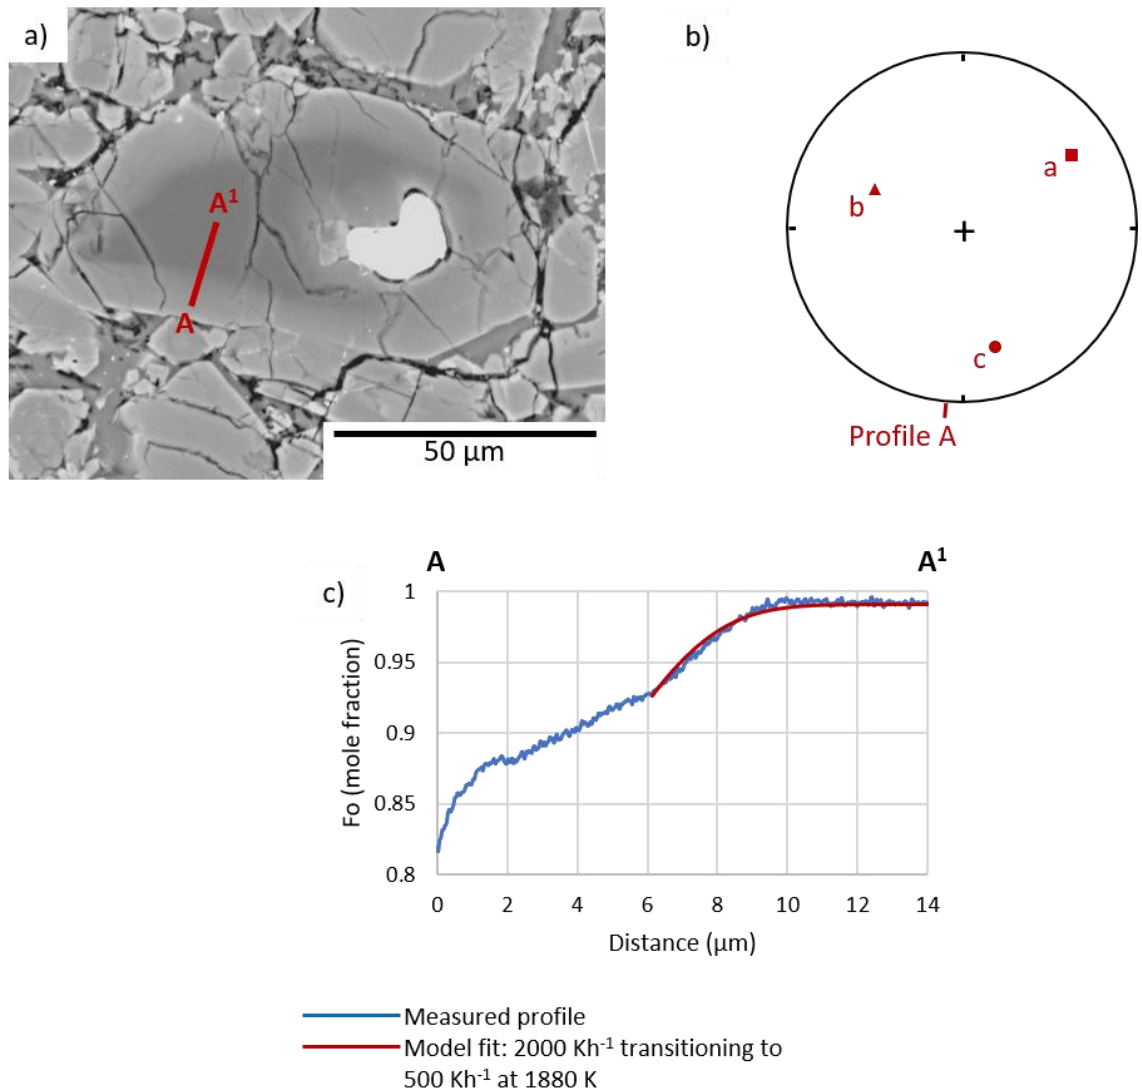 a)
A¹
A
50 µm
b)
a
b
c
Profile A
c)
A
A¹
Fo (mole fraction)
1
0.95
0.9
0.85
0.8
0
2
4
6
8
10
12
14
Distance (µm)
Measured profile
Model fit: 2000 Kh⁻¹ transitioning to
500 Kh⁻¹ at 1880 K